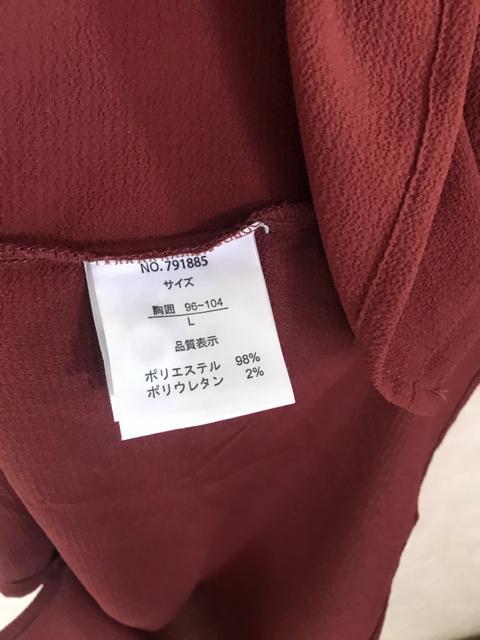 NO.791885
サイズ
胸囲 96~104
L
品質表示
ポリエステル 98%
ポリウレタン 2%